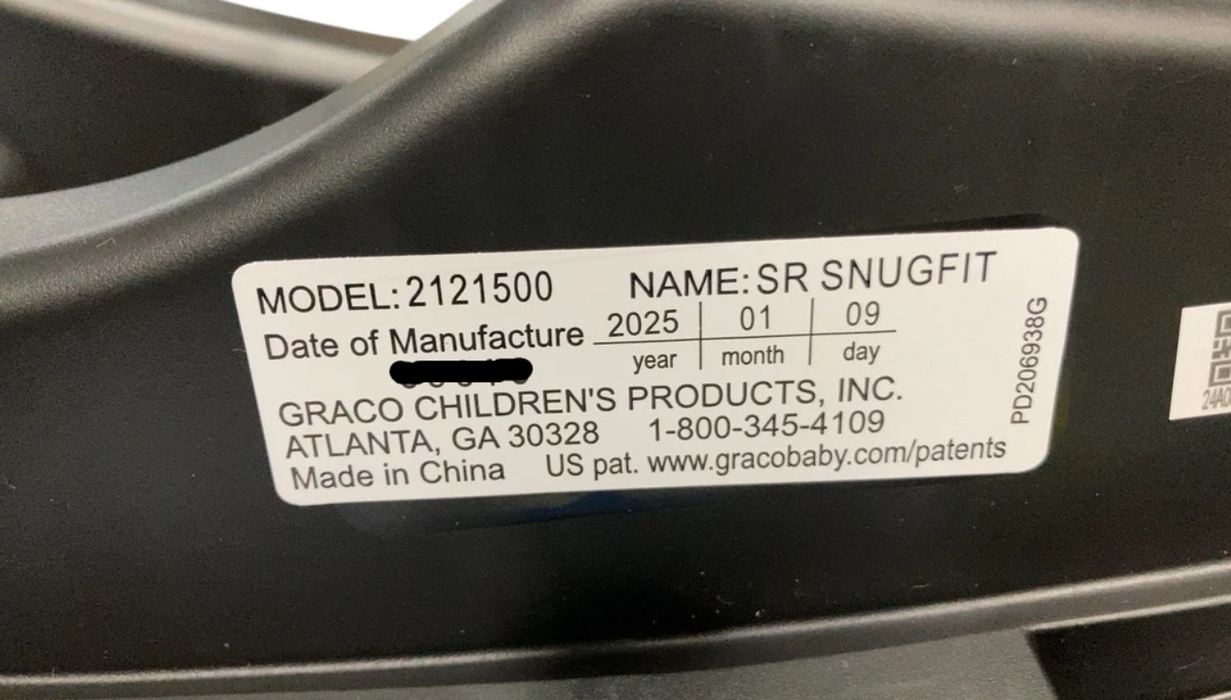 MODEL: 2121500 NAME: SR SNUGFIT
Date of Manufacture 2025 01 09
year month day
GRACO CHILDREN'S PRODUCTS, INC.
ATLANTA, GA 30328 1-800-345-4109
Made in China US pat. www.gracobaby.com/patents
PD206938G